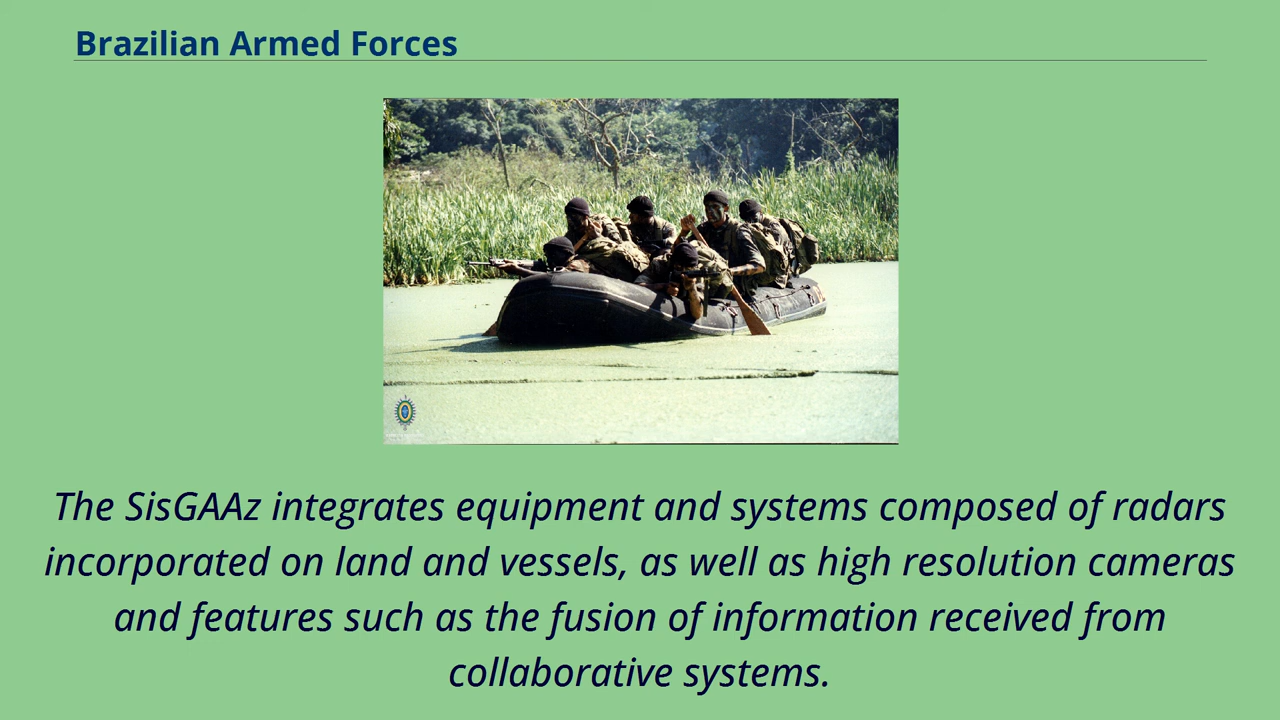 Brazilian Armed Forces
The SisGAAz integrates equipment and systems composed of radars
incorporated on land and vessels, as well as high resolution cameras
and features such as the fusion of information received from
collaborative systems.